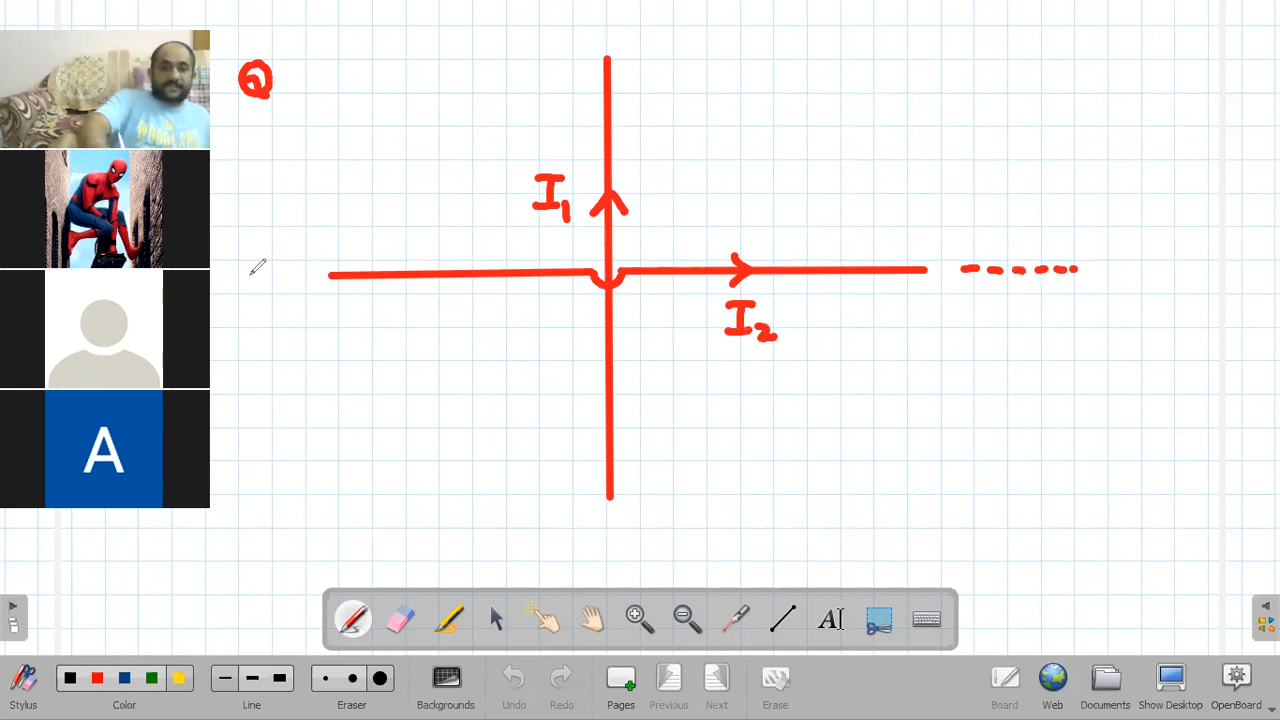 Q
I1
I2
A
A
Stylus
Color
Line
Eraser
Backgrounds
Undo
Redo
Pages
Previous
Next
Erase
Board
Web
Documents
Show Desktop
OpenBoard